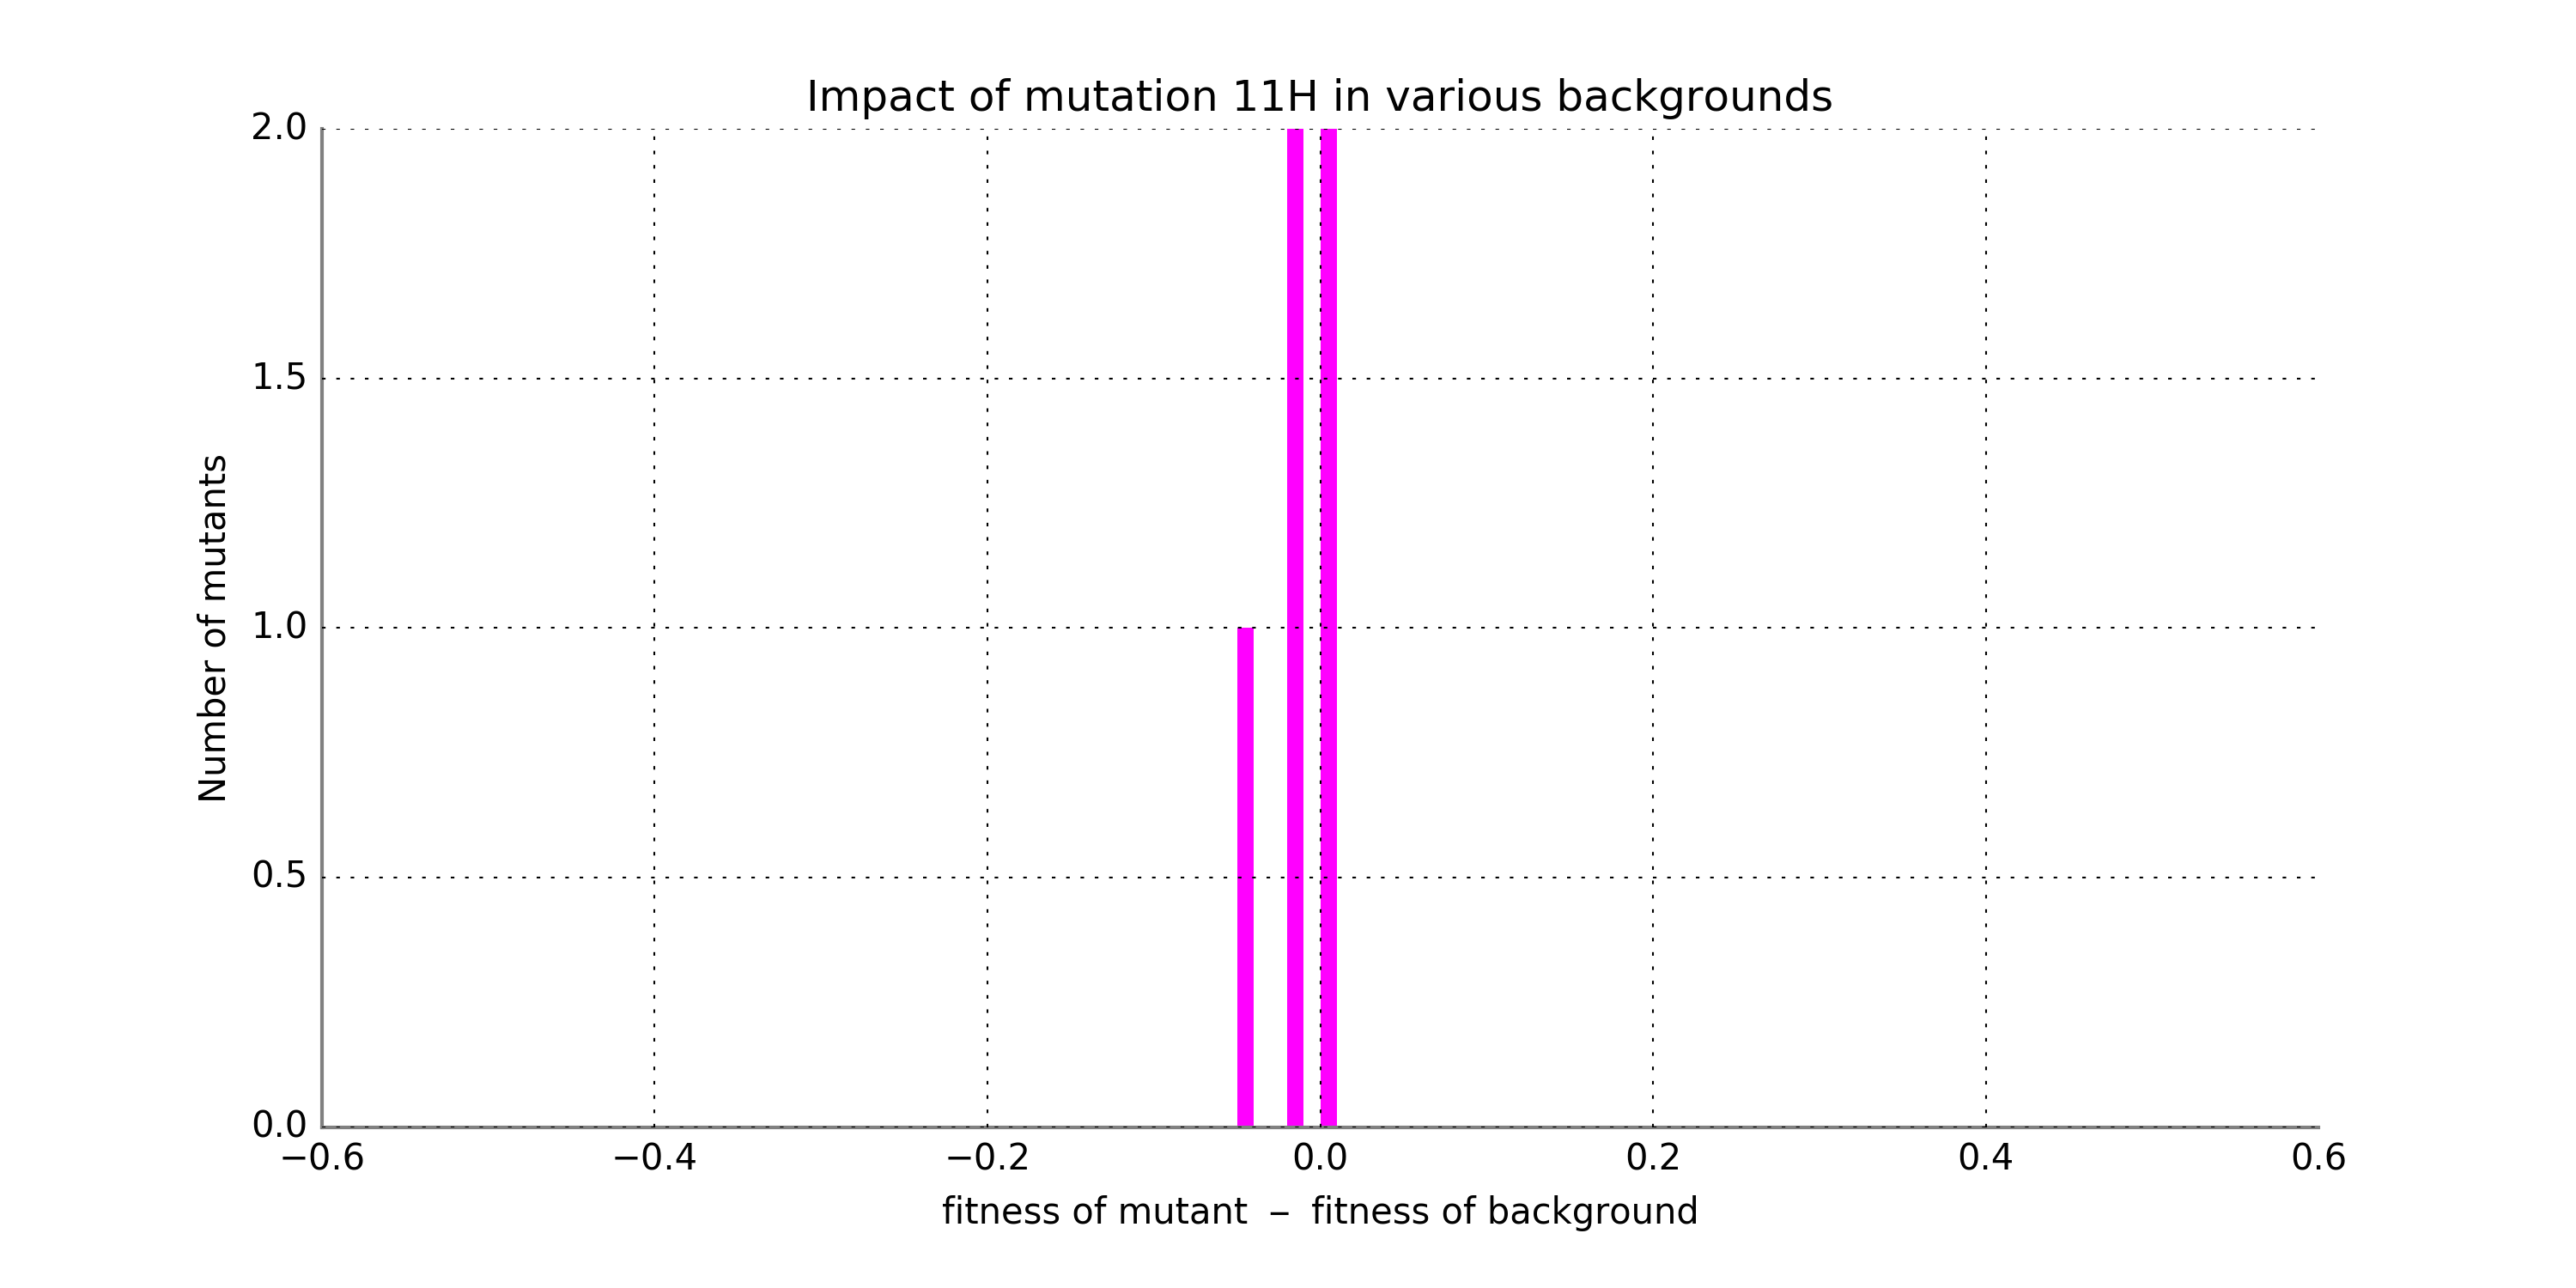 Impact of mutation 11H in various backgrounds
2.0
1.5
1.0
0.5
0.0
Number of mutants
−0.6 −0.4 −0.2 0.0 0.2 0.4 0.6
fitness of mutant − fitness of background